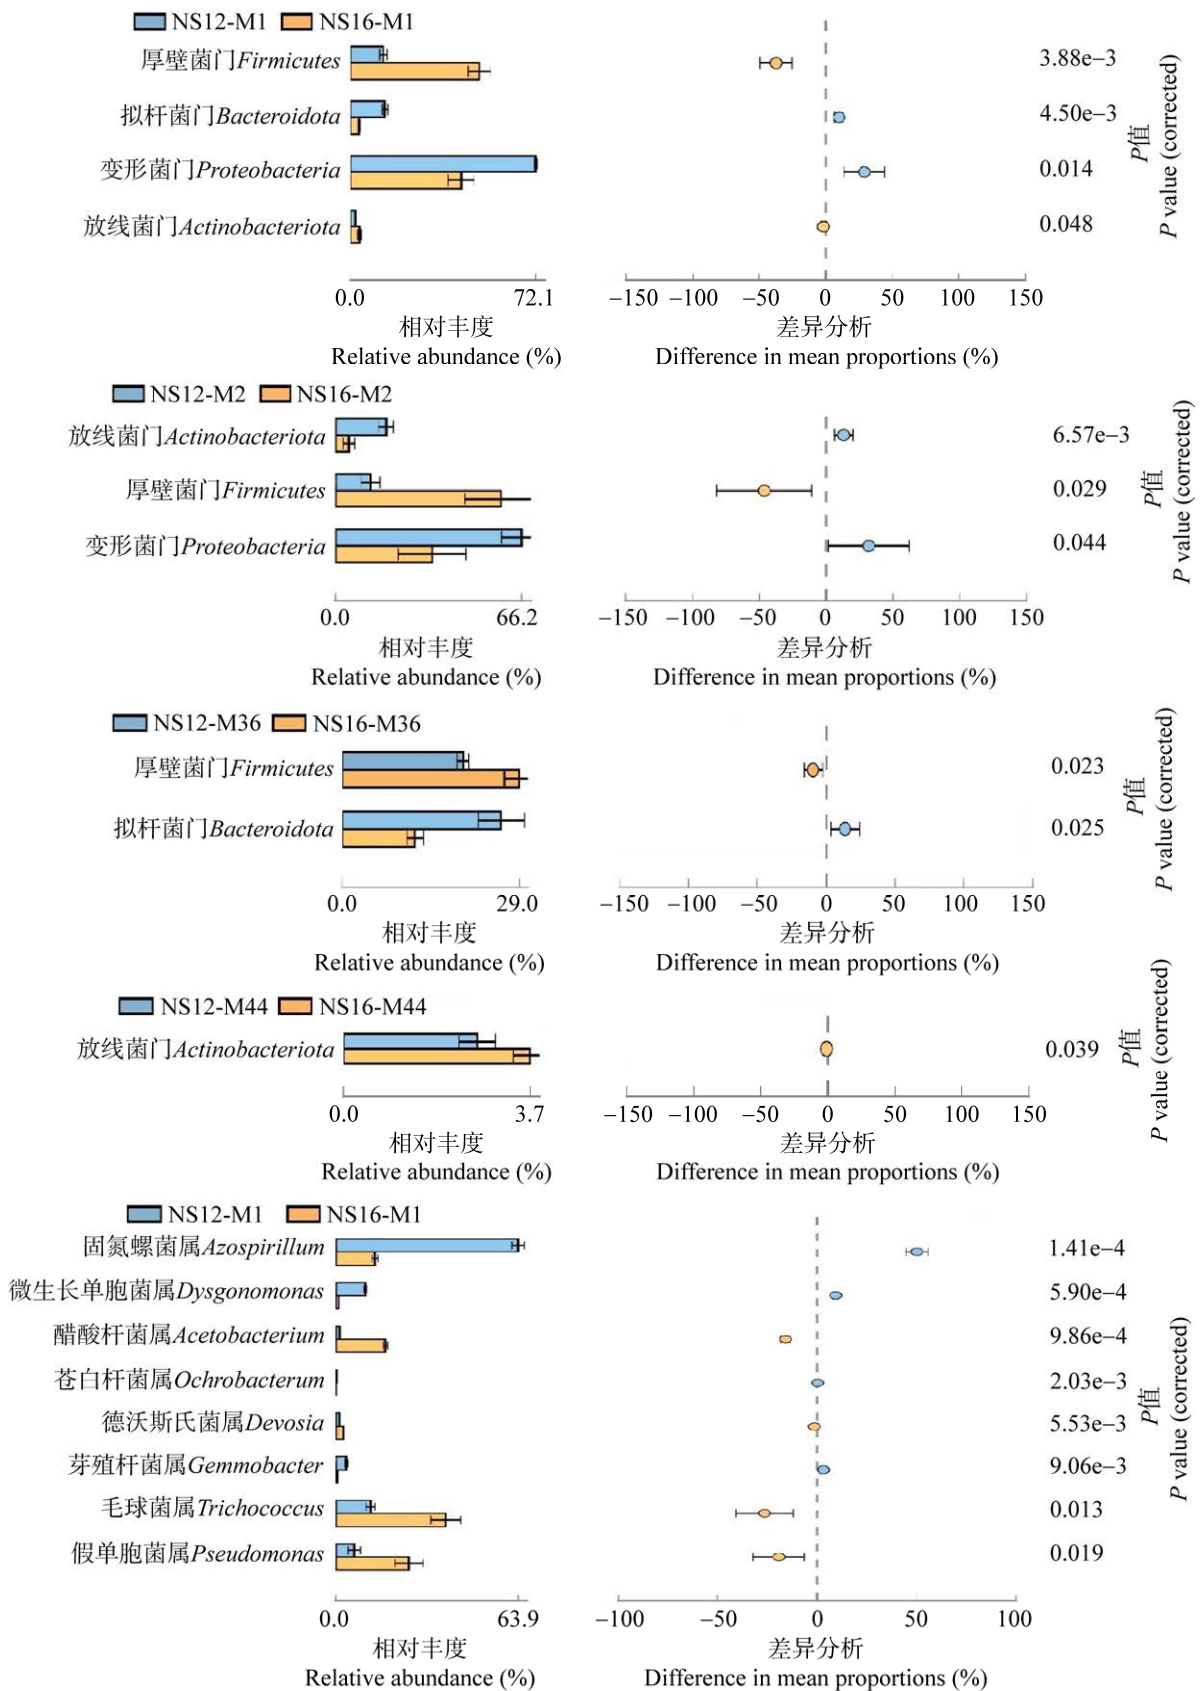 NS12-M1 NS16-M1
厚壁菌门Firmicutes 3.88e−3
拟杆菌门Bacteroidota 4.50e−3
变形菌门Proteobacteria 0.014
放线菌门Actinobacteriota 0.048
P值
P value (corrected)
0.0 72.1 −150 −100 −50 0 50 100 150
相对丰度 差异分析
Relative abundance (%) Difference in mean proportions (%)
NS12-M2 NS16-M2
放线菌门Actinobacteriota 6.57e−3
厚壁菌门Firmicutes 0.029
变形菌门Proteobacteria 0.044
P值
P value (corrected)
0.0 66.2 −150 −100 −50 0 50 100 150
相对丰度 差异分析
Relative abundance (%) Difference in mean proportions (%)
NS12-M36 NS16-M36
厚壁菌门Firmicutes 0.023
拟杆菌门Bacteroidota 0.025
P值
P value (corrected)
0.0 29.0 −150 −100 −50 0 50 100 150
相对丰度 差异分析
Relative abundance (%) Difference in mean proportions (%)
NS12-M44 NS16-M44
放线菌门Actinobacteriota 0.039
P值
P value (corrected)
0.0 3.7 −150 −100 −50 0 50 100 150
相对丰度 差异分析
Relative abundance (%) Difference in mean proportions (%)
NS12-M1 NS16-M1
固氮螺菌属Azospirillum 1.41e−4
微生长单胞菌属Dysgonomonas 5.90e−4
醋酸杆菌属Acetobacterium 9.86e−4
苍白杆菌属Ochrobacterum 2.03e−3
德沃斯氏菌属Devosia 5.53e−3
芽殖杆菌属Gemmobacter 9.06e−3
毛球菌属Trichococcus 0.013
假单胞菌属Pseudomonas 0.019
P值
P value (corrected)
0.0 63.9 −100 −50 0 50 100
相对丰度 差异分析
Relative abundance (%) Difference in mean proportions (%)